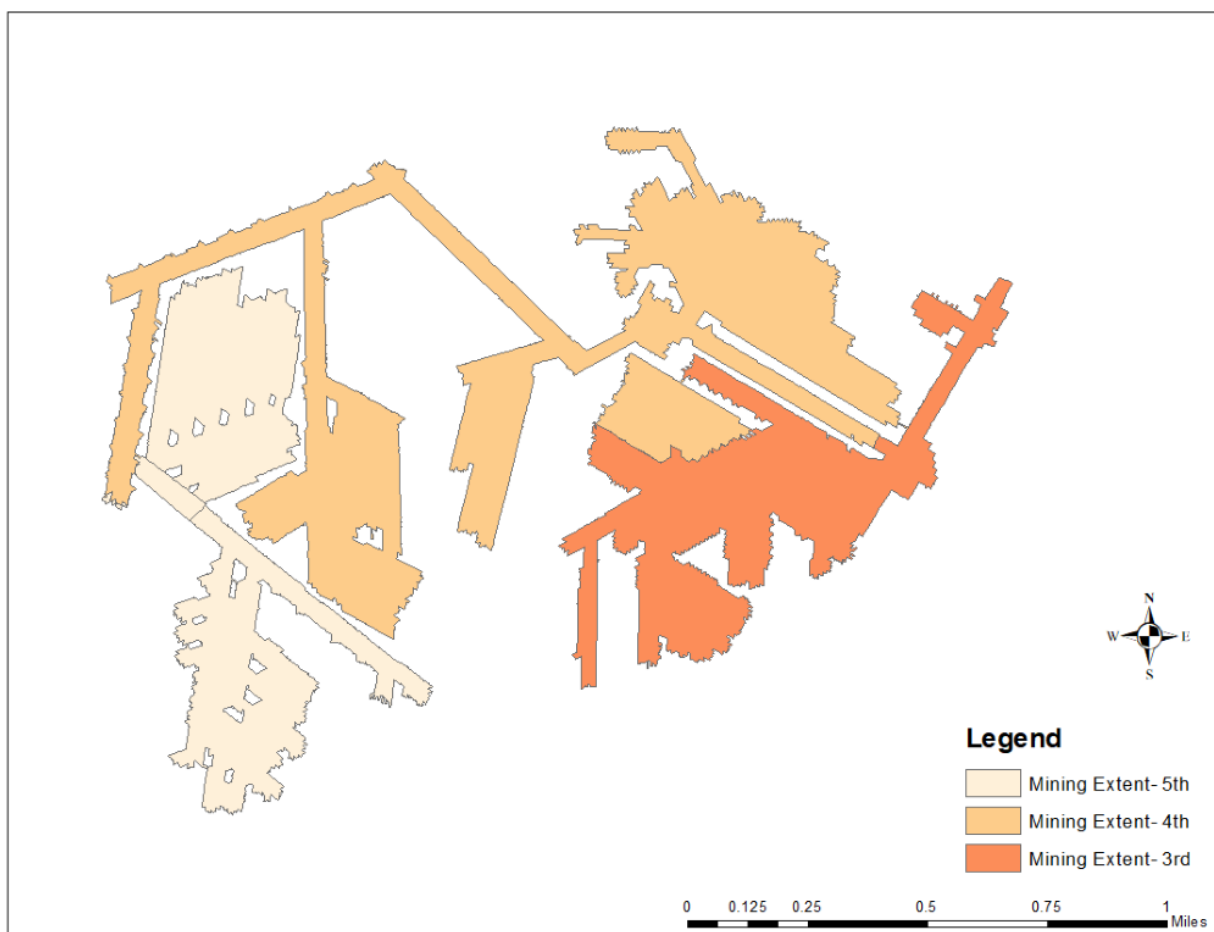 N
W E
S
Legend
Mining Extent- 5th
Mining Extent- 4th
Mining Extent- 3rd
0 0.125 0.25 0.5 0.75 1
Miles